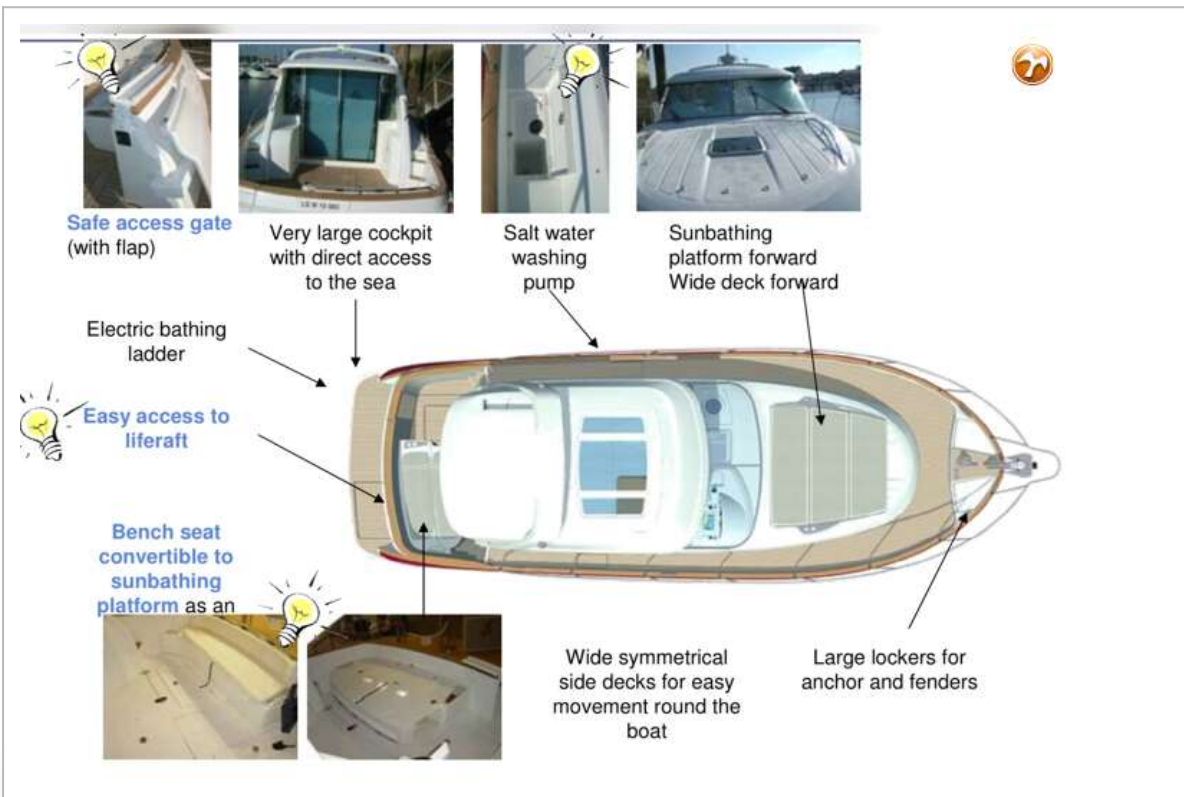 Safe access gate
(with flap)
Very large cockpit
with direct access
to the sea
Salt water
washing
pump
Sunbathing
platform forward
Wide deck forward
Electric bathing
ladder
Easy access to
liferaft
Bench seat
convertible to
sunbathing
platform as an
Wide symmetrical
side decks for easy
movement round the
boat
Large lockers for
anchor and fenders